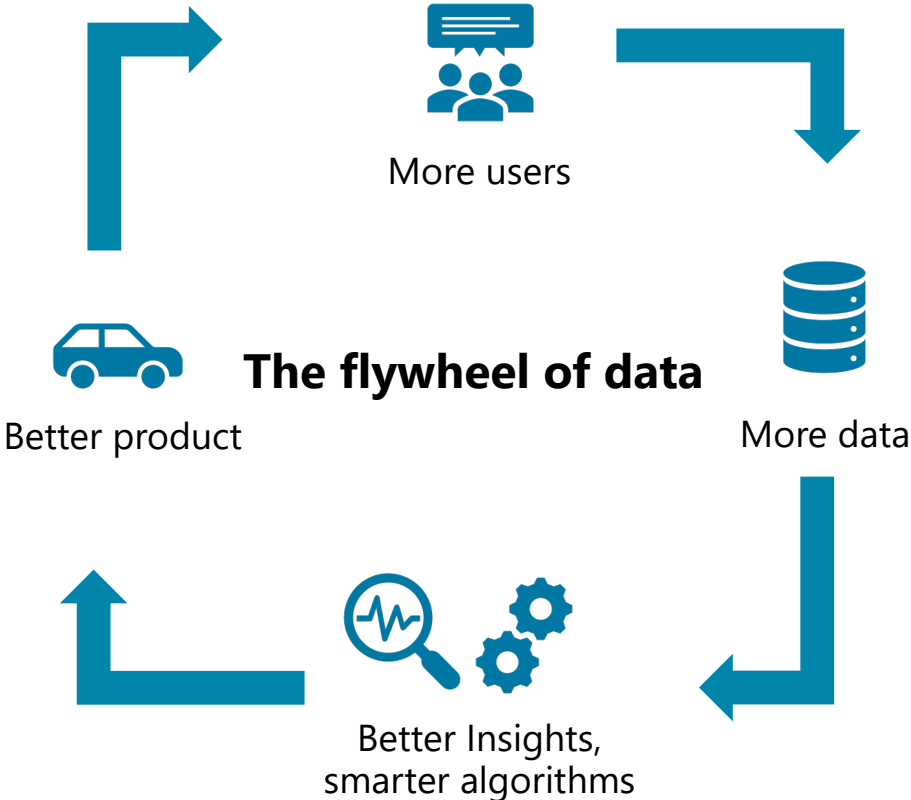 More users
The flywheel of data
Better product
More data
Better Insights,
smarter algorithms